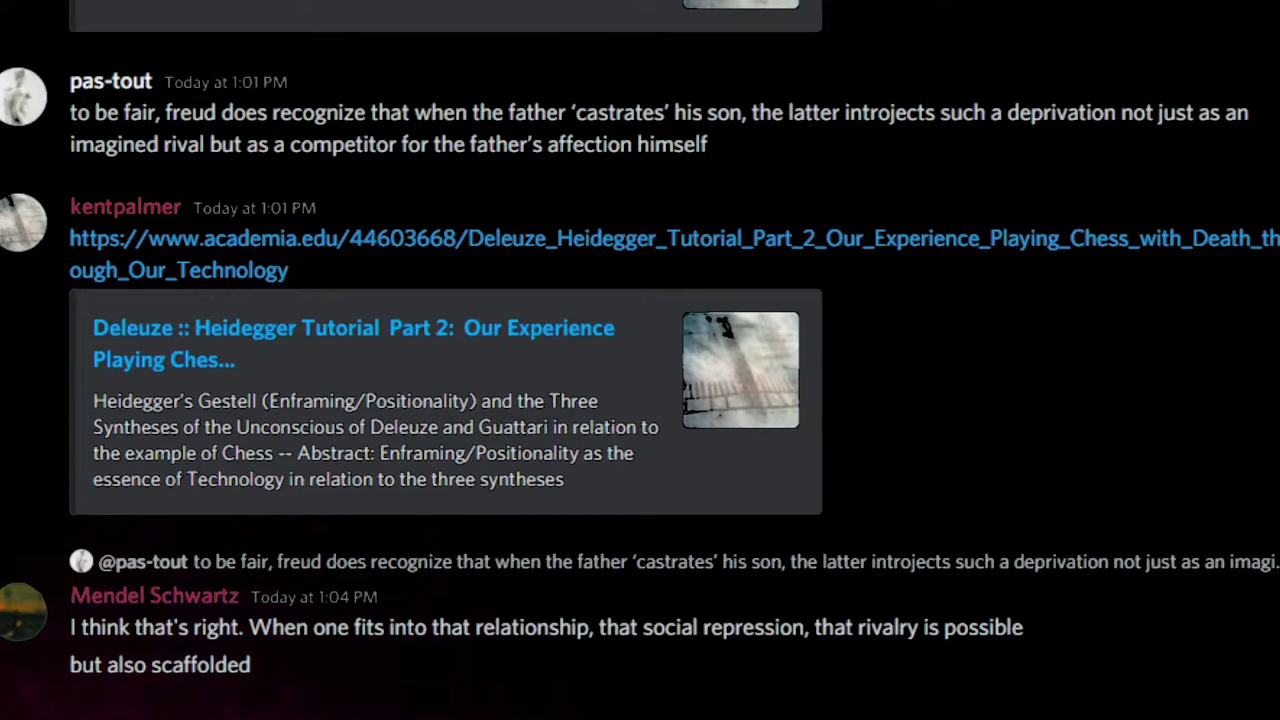 pas-tout Today at 1:01 PM
to be fair, freud does recognize that when the father ‘castrates’ his son, the latter introjects such a deprivation not just as an
imagined rival but as a competitor for the father’s affection himself
kentpalmer Today at 1:01 PM
https://www.academia.edu/44603668/Deleuze_Heidegger_Tutorial_Part_2_Our_Experience_Playing_Chess_with_Death_th
ough_Our_Technology
Deleuze :: Heidegger Tutorial Part 2: Our Experience
Playing Ches...
Heidegger’s Gestell (Enframing/Positionality) and the Three
Syntheses of the Unconscious of Deleuze and Guattari in relation to
the example of Chess -- Abstract: Enframing/Positionality as the
essence of Technology in relation to the three syntheses
@pas-tout to be fair, freud does recognize that when the father ‘castrates’ his son, the latter introjects such a deprivation not just as an imagi.
Mendel Schwartz Today at 1:04 PM
I think that's right. When one fits into that relationship, that social repression, that rivalry is possible
but also scaffolded